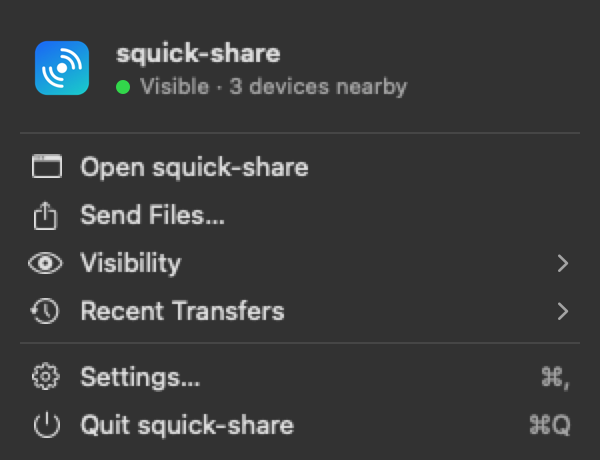 squick-share
Visible · 3 devices nearby
Open squick-share
Send Files...
Visibility
Recent Transfers
Settings... ⌘,
Quit squick-share ⌘Q